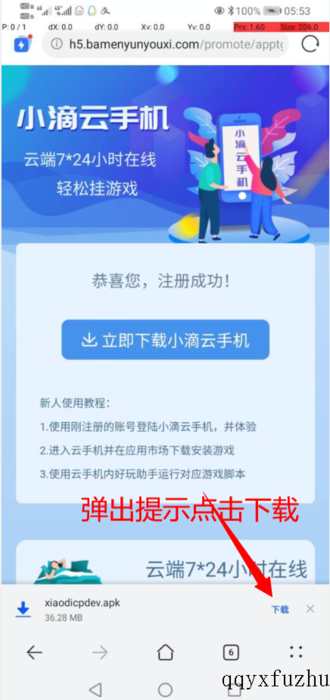 P: 0 / 1 dX: 0.0 dY: 0.0 Xv: 0.0 Yv: 0.0 Prs: 1.60 Size: 206.0
100% 05:53
h5.bamenyunyouxi.com/promote/apptg
小滴云手机
云端7*24小时在线
轻松挂游戏
小滴云手机
恭喜您，注册成功！
立即下载小滴云手机
新人使用教程：
1.使用刚注册的账号登陆小滴云手机，并体验
2.进入云手机并在应用市场下载安装游戏
3.使用云手机内好玩助手运行对应游戏脚本
弹出提示点击下载
云端7*24小时在线
xiaodicpdev.apk
36.28 MB
下载
6
qqyxfuzhu